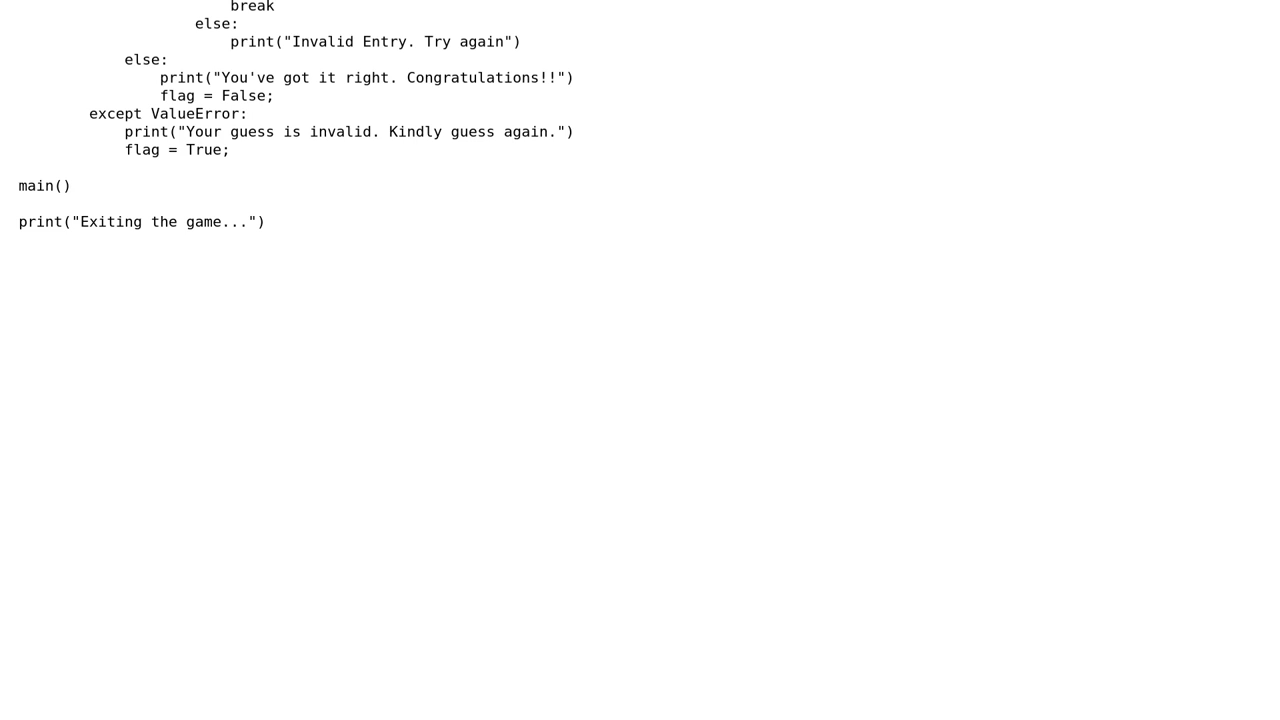 break
                    else:
                        print("Invalid Entry. Try again")
            else:
                print("You've got it right. Congratulations!!")
                flag = False;
        except ValueError:
            print("Your guess is invalid. Kindly guess again.")
            flag = True;

main()

print("Exiting the game...")